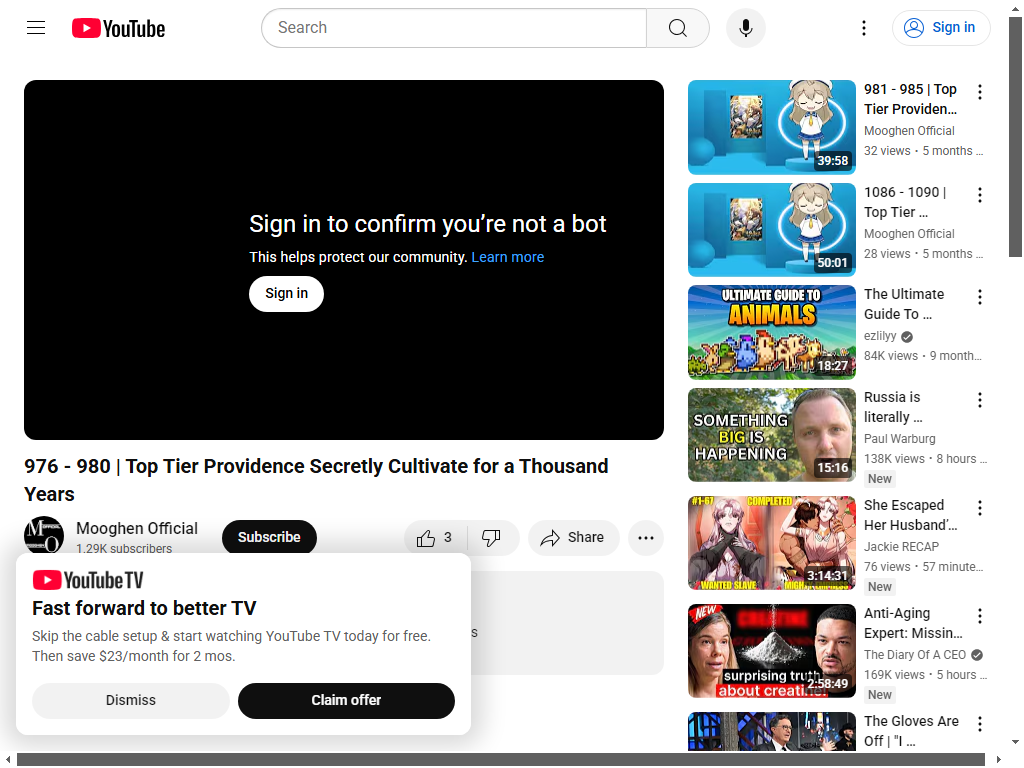 YouTube
Search
Sign in
Sign in to confirm you're not a bot
This helps protect our community. Learn more
Sign in
976 - 980 | Top Tier Providence Secretly Cultivate for a Thousand
Years
Mooghen Official
1.29K subscribers
Subscribe
3
Share
s
YouTube TV
Fast forward to better TV
Skip the cable setup & start watching YouTube TV today for free.
Then save $23/month for 2 mos.
Dismiss
Claim offer
39:58
981 - 985 | Top
Tier Providen…
Mooghen Official
32 views • 5 months …
50:01
1086 - 1090 |
Top Tier …
Mooghen Official
28 views • 5 months …
ULTIMATE GUIDE TO
ANIMALS
18:27
The Ultimate
Guide To …
ezlilyy
84K views • 9 month…
SOMETHING
BIG IS
HAPPENING
15:16
Russia is
literally …
Paul Warburg
138K views • 8 hours …
New
#1-67 COMPLETED
WANTED SLAVE
3:14:31
She Escaped
Her Husband'…
Jackie RECAP
76 views • 57 minute…
New
NEW
CREATINE
surprising truth
about creatine!
2:58:49
Anti-Aging
Expert: Missin…
The Diary Of A CEO
169K views • 5 hours …
New
The Gloves Are
Off | "I …